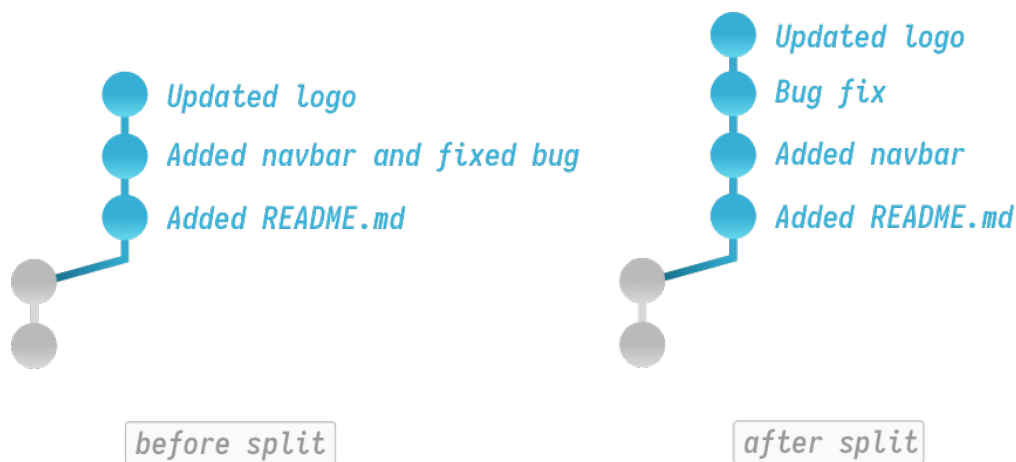 Updated logo
Added navbar and fixed bug
Added README.md
before split
Updated logo
Bug fix
Added navbar
Added README.md
after split